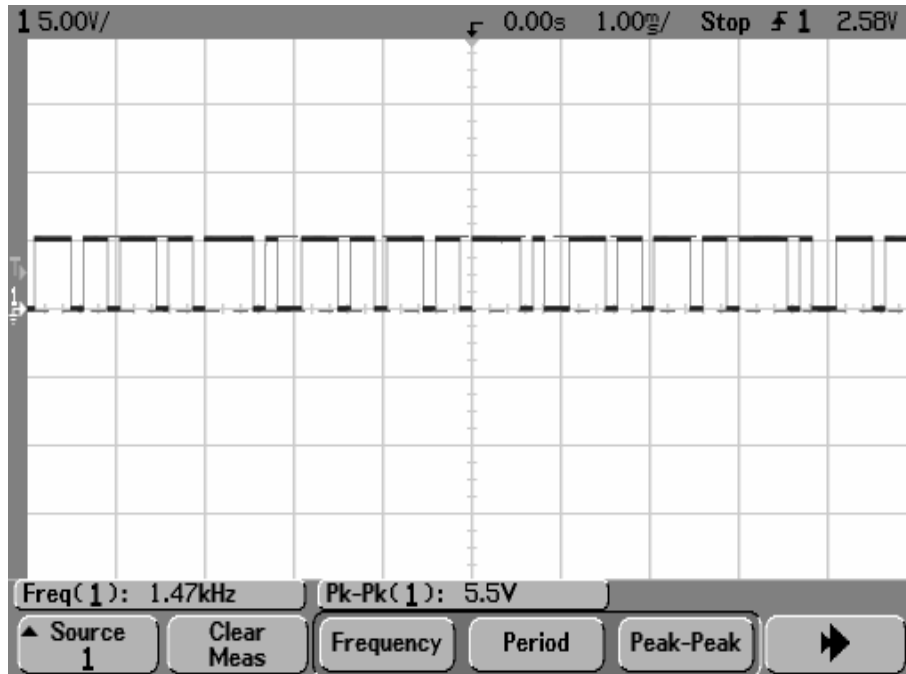 1 5.00V/ 0.00s 1.00ms/ Stop 1 2.58V
T
1
Freq(1): 1.47kHz Pk-Pk(1): 5.5V
Source 1 Clear Meas Frequency Period Peak-Peak